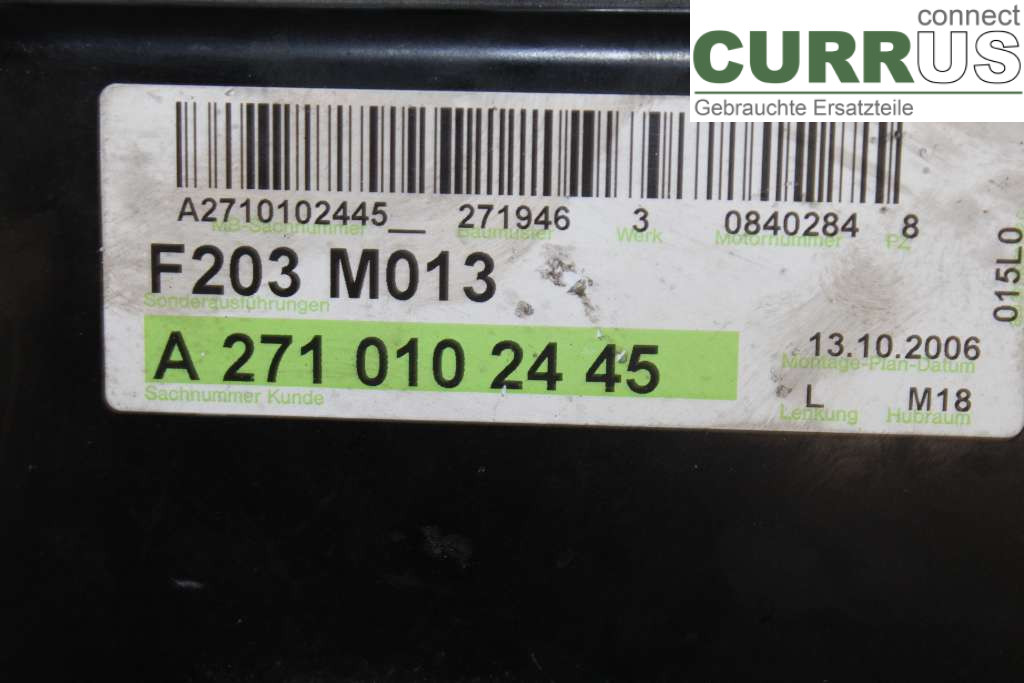 connect
CURRUS
Gebrauchte Ersatzteile
A2710102445__ 271946 3 0840284 8
MB-Sachnummer Baumuster Werk Motornummer PZ
F203 M013
Sonderausführungen
A 271 010 24 45
Sachnummer Kunde
13.10.2006
Montage-Plan-Datum
L M18
Lenkung Hubraum
015L0